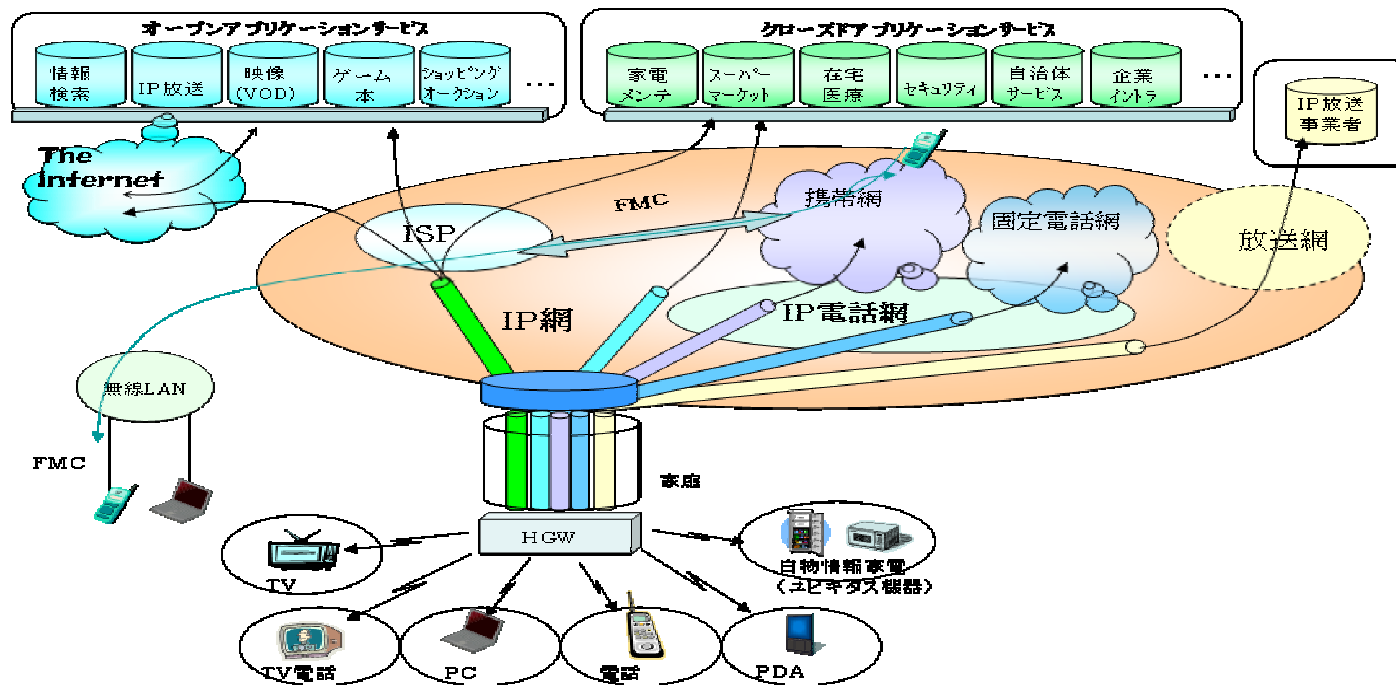 オープンアプリケーションサービス
情報
検索
IP放送
映像
(VOD)
ゲーム
本
ショッピング
オークション
…
クローズドアプリケーションサービス
家電
メンテ
スーパー
マーケット
在宅
医療
セキュリティ
自治体
サービス
企業
イントラ
…
IP放送
事業者
The
Internet
ISP
FMC
携帯網
固定電話網
放送網
IP網
IP電話網
無線LAN
FMC
家庭
HGW
TV
白物情報家電
(ユビキタス機器)
TV電話
PC
電話
PDA